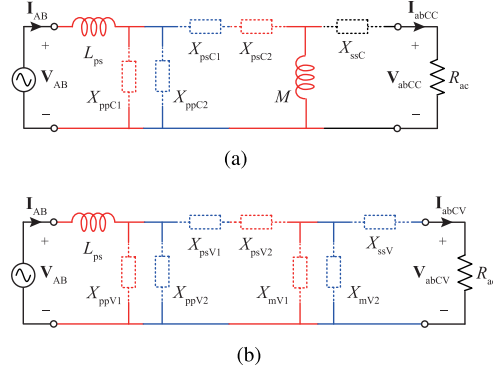 I_AB I_abCC
+ L_ps X_psC1 X_psC2 X_ssC +
V_AB X_ppC1 X_ppC2 M V_abCC R_ac
− −
(a)
I_AB I_abCV
+ L_ps X_psV1 X_psV2 X_ssV +
V_AB X_ppV1 X_ppV2 X_mV1 X_mV2 V_abCV R_ac
− −
(b)